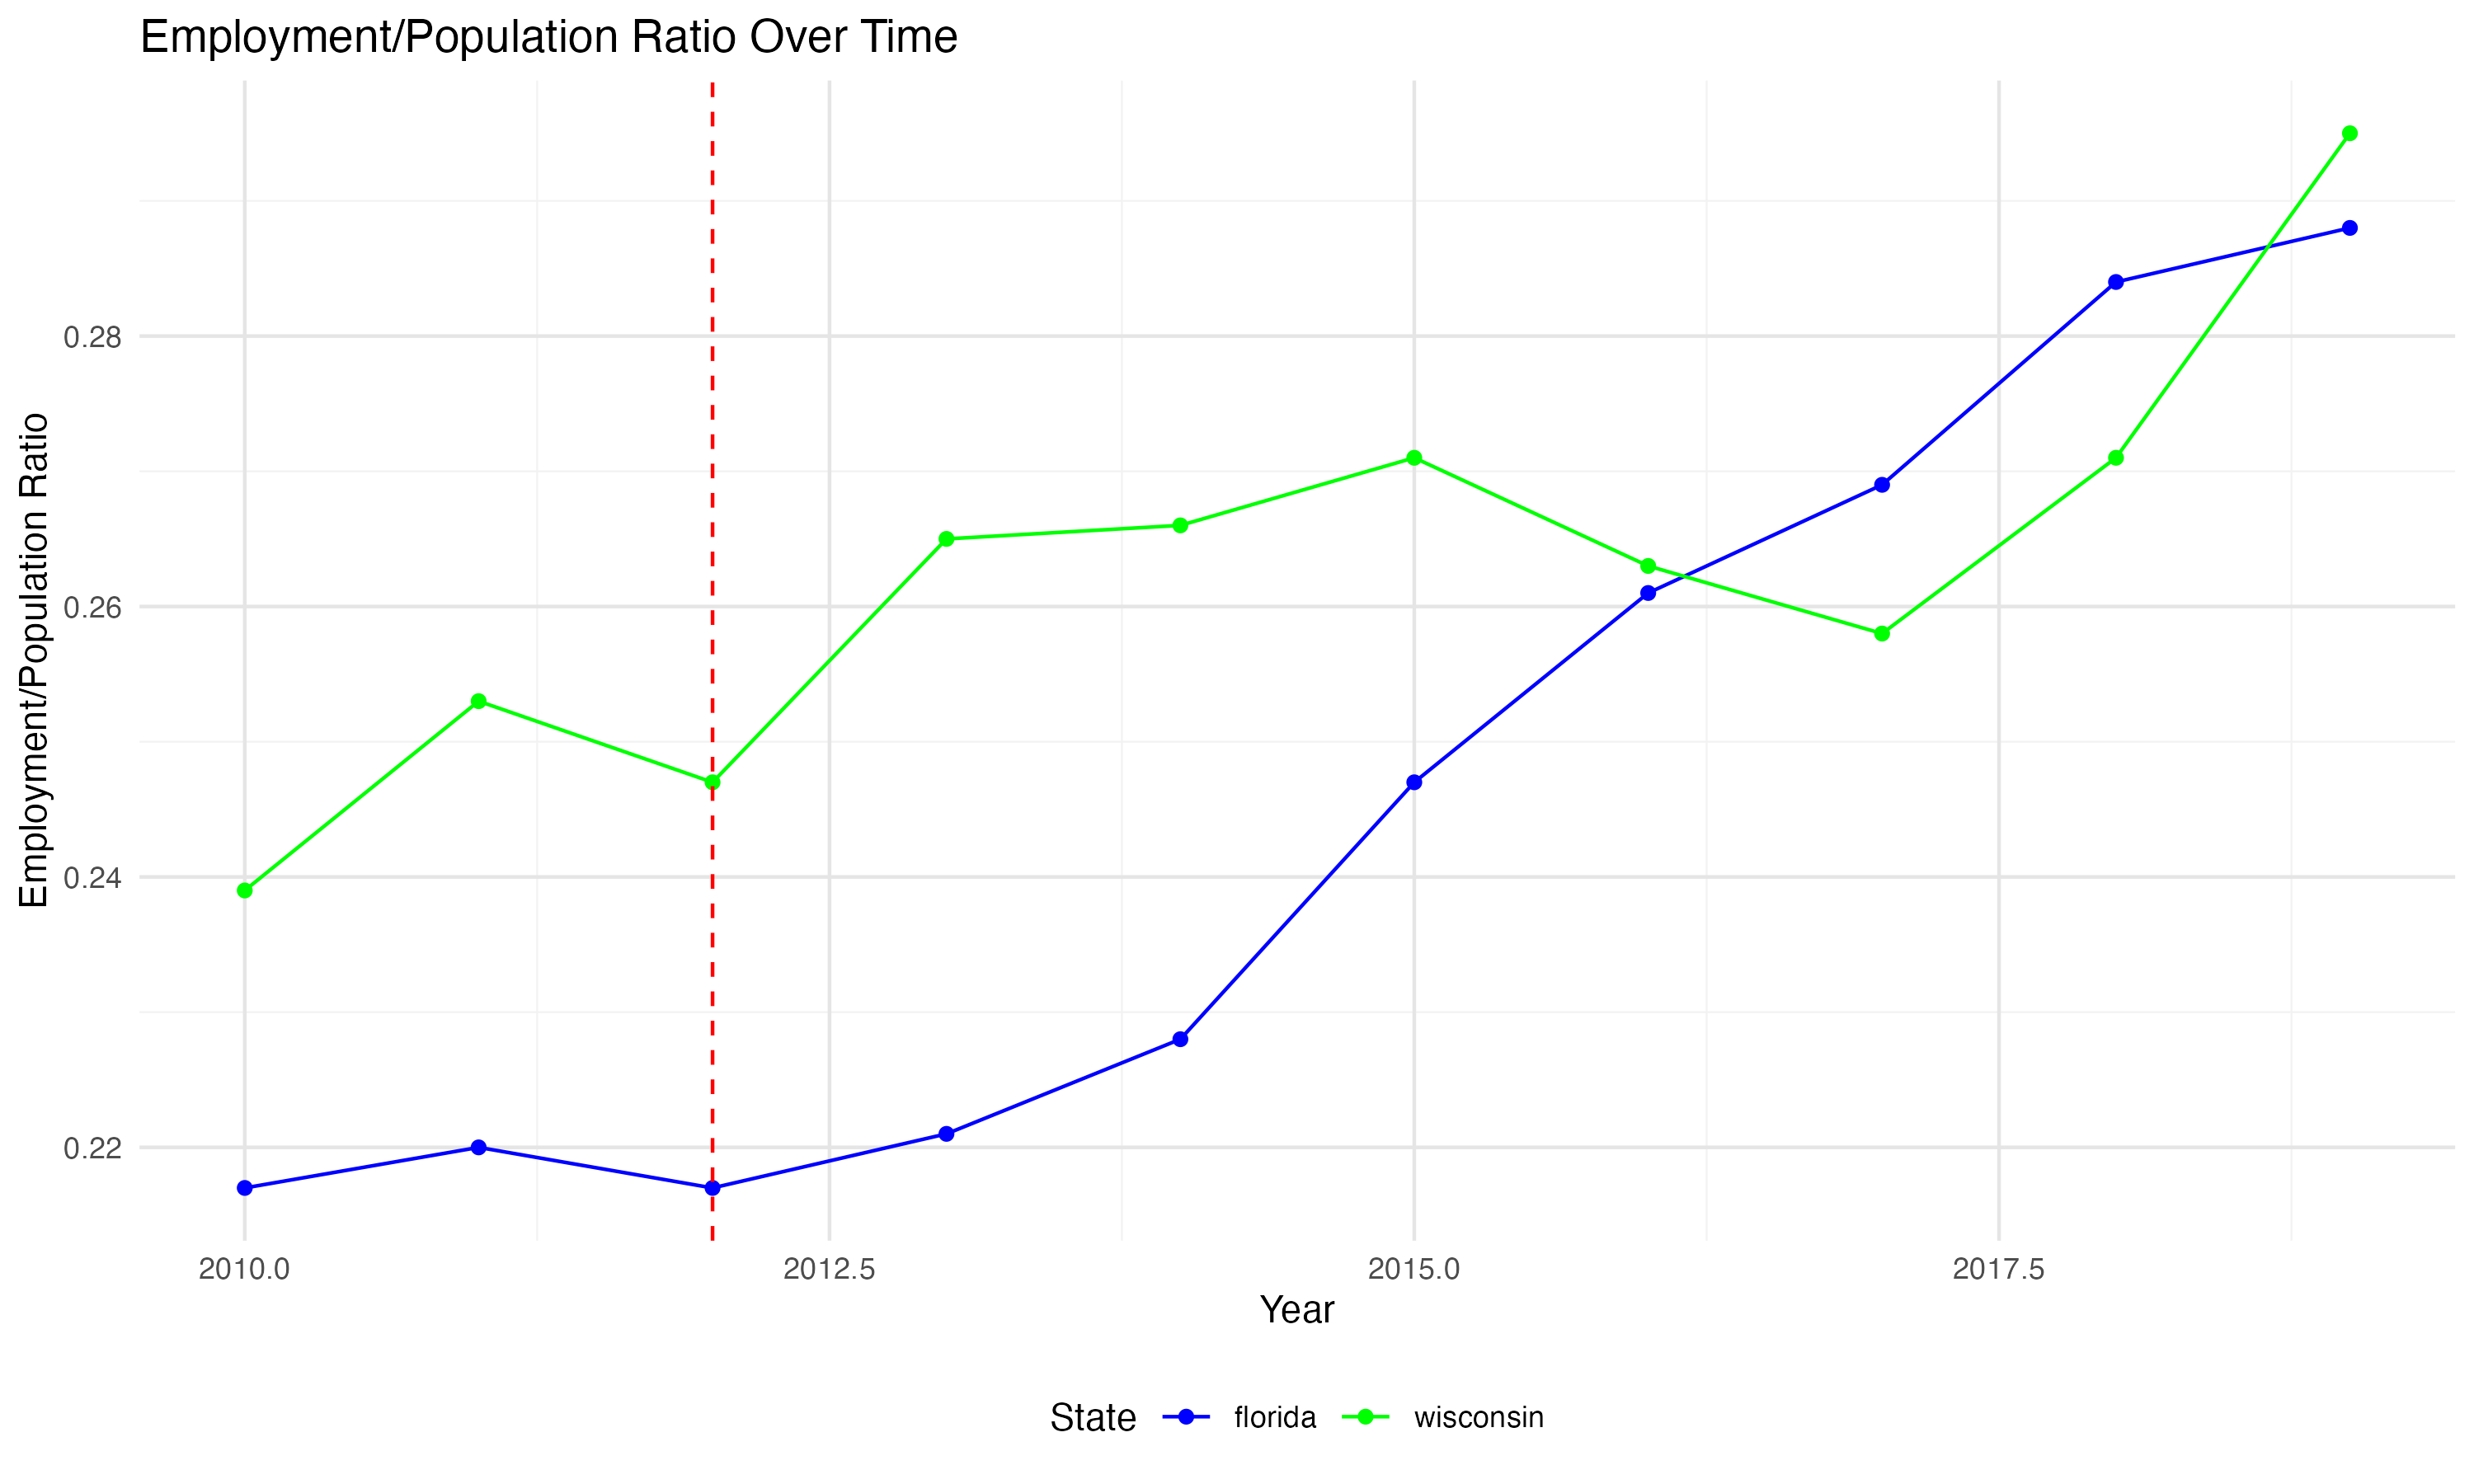 Employment/Population Ratio Over Time
Employment/Population Ratio
0.28
0.26
0.24
0.22
2010.0 2012.5 2015.0 2017.5
Year
State florida wisconsin